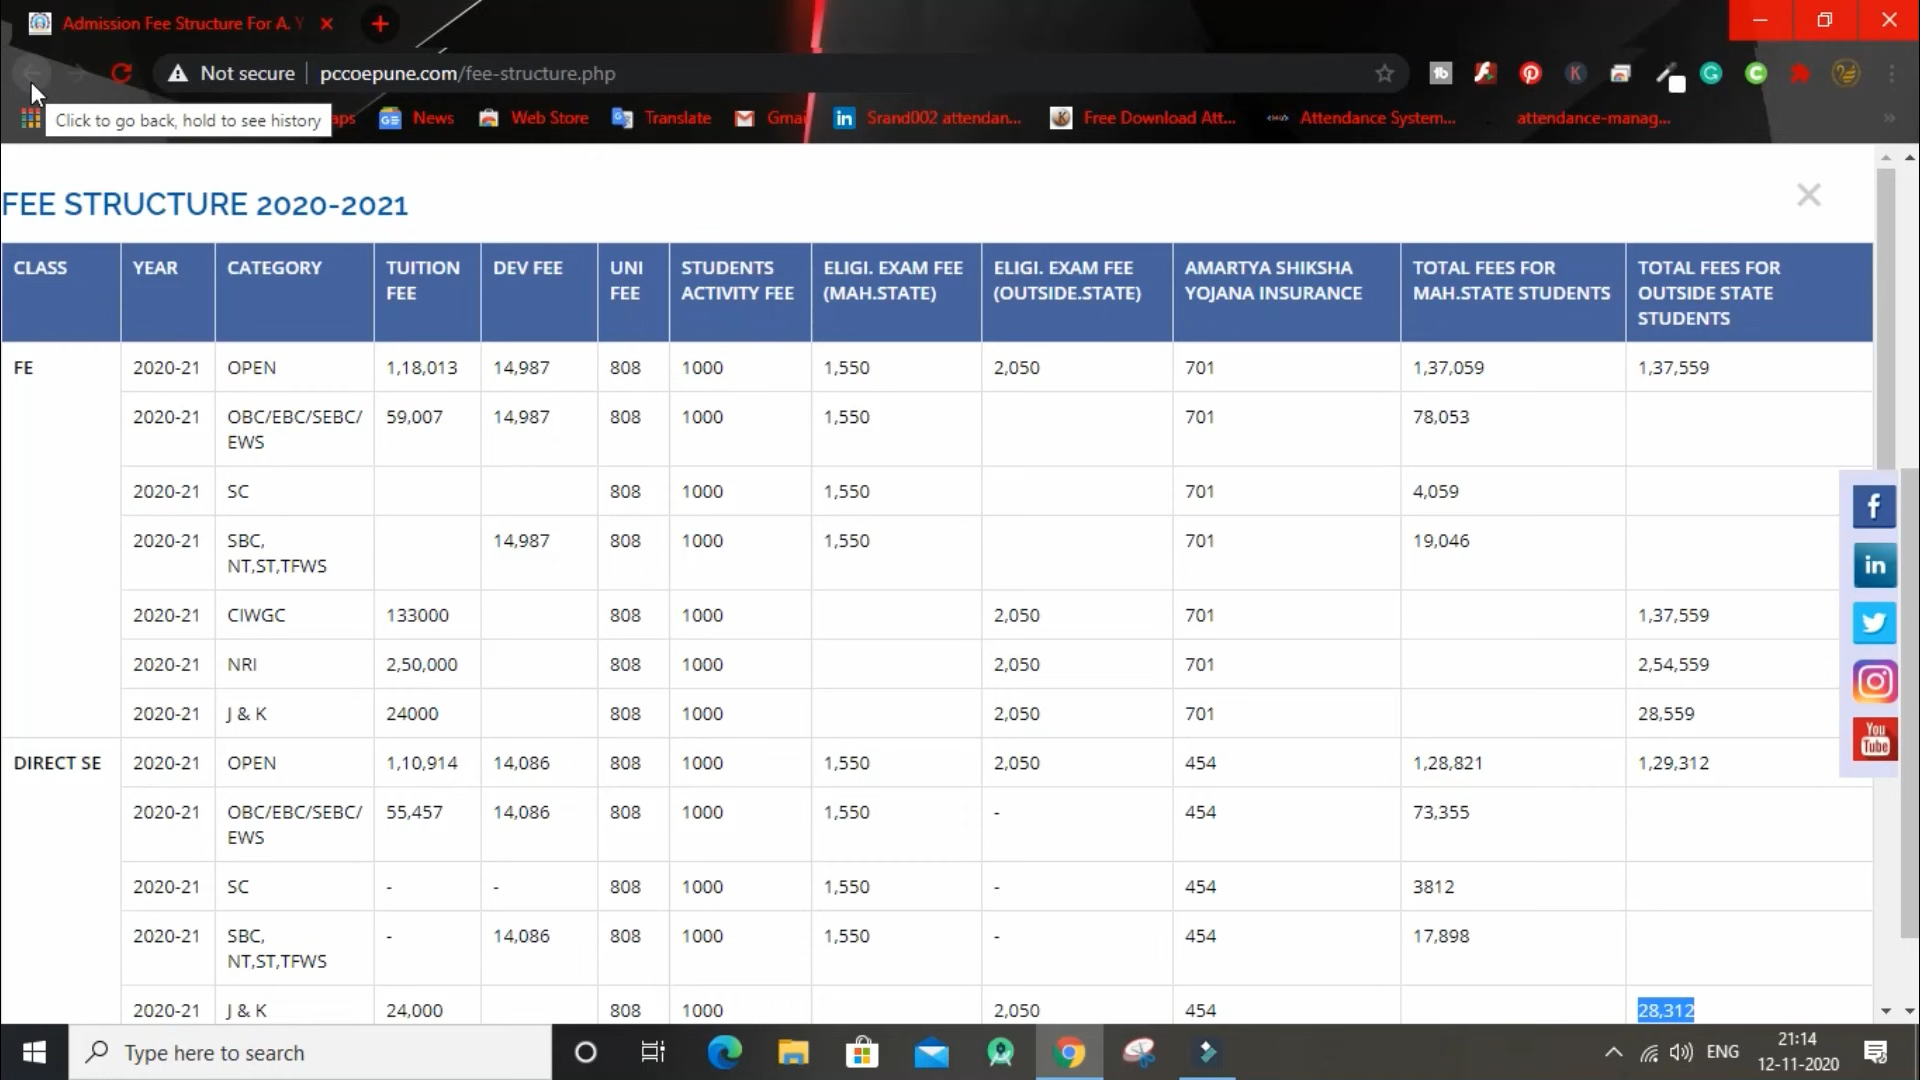 Admission Fee Structure For A. Y
Not secure
pccoepune.com/fee-structure.php
Click to go back, hold to see history
News
Web Store
Translate
Srand002 attendan...
Free Download Att...
Attendance System...
attendance-manag...
FEE STRUCTURE 2020-2021
CLASS YEAR CATEGORY TUITION FEE DEV FEE UNI FEE STUDENTS ACTIVITY FEE ELIGI. EXAM FEE (MAH.STATE) ELIGI. EXAM FEE (OUTSIDE.STATE) AMARTYA SHIKSHA YOJANA INSURANCE TOTAL FEES FOR MAH.STATE STUDENTS TOTAL FEES FOR OUTSIDE STATE STUDENTS
FE 2020-21 OPEN 1,18,013 14,987 808 1000 1,550 2,050 701 1,37,059 1,37,559
2020-21 OBC/EBC/SEBC/EWS 59,007 14,987 808 1000 1,550 701 78,053
2020-21 SC 808 1000 1,550 701 4,059
2020-21 SBC, NT,ST,TFWS 14,987 808 1000 1,550 701 19,046
2020-21 CIWGC 133000 808 1000 2,050 701 1,37,559
2020-21 NRI 2,50,000 808 1000 2,050 701 2,54,559
2020-21 J & K 24000 808 1000 2,050 701 28,559
DIRECT SE 2020-21 OPEN 1,10,914 14,086 808 1000 1,550 2,050 454 1,28,821 1,29,312
2020-21 OBC/EBC/SEBC/EWS 55,457 14,086 808 1000 1,550 - 454 73,355
2020-21 SC - - 808 1000 1,550 - 454 3812
2020-21 SBC, NT,ST,TFWS - 14,086 808 1000 1,550 - 454 17,898
2020-21 J & K 24,000 808 1000 2,050 454 28,312
You Tube
Type here to search
ENG
21:14
12-11-2020